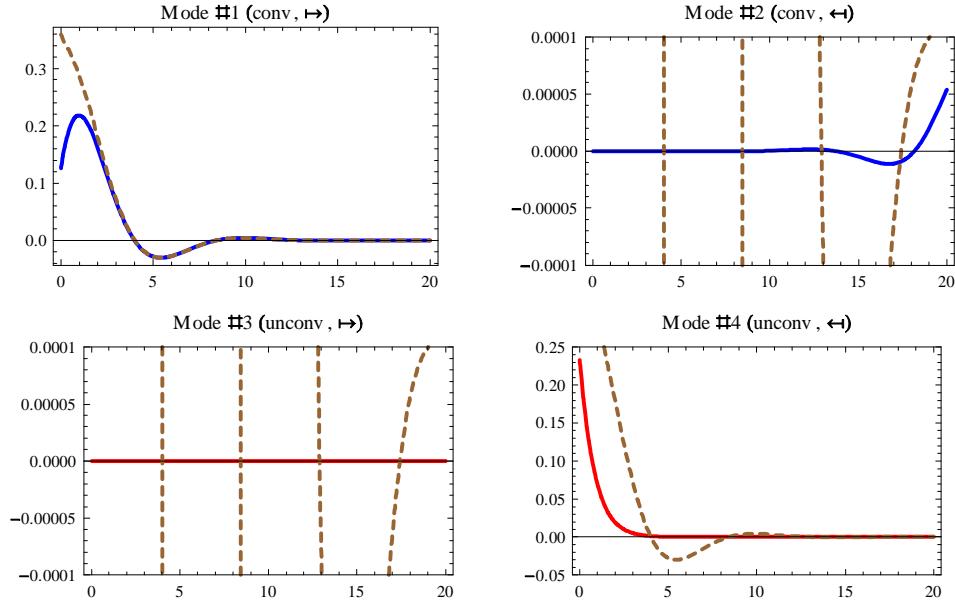 Mode #1 (conv, ↦)
0.3
0.2
0.1
0.0
0 5 10 15 20
Mode #2 (conv, ↤)
0.0001
0.00005
0.0000
−0.00005
−0.0001
0 5 10 15 20
Mode #3 (unconv, ↦)
0.0001
0.00005
0.0000
−0.00005
−0.0001
0 5 10 15 20
Mode #4 (unconv, ↤)
0.25
0.20
0.15
0.10
0.05
0.00
−0.05
0 5 10 15 20